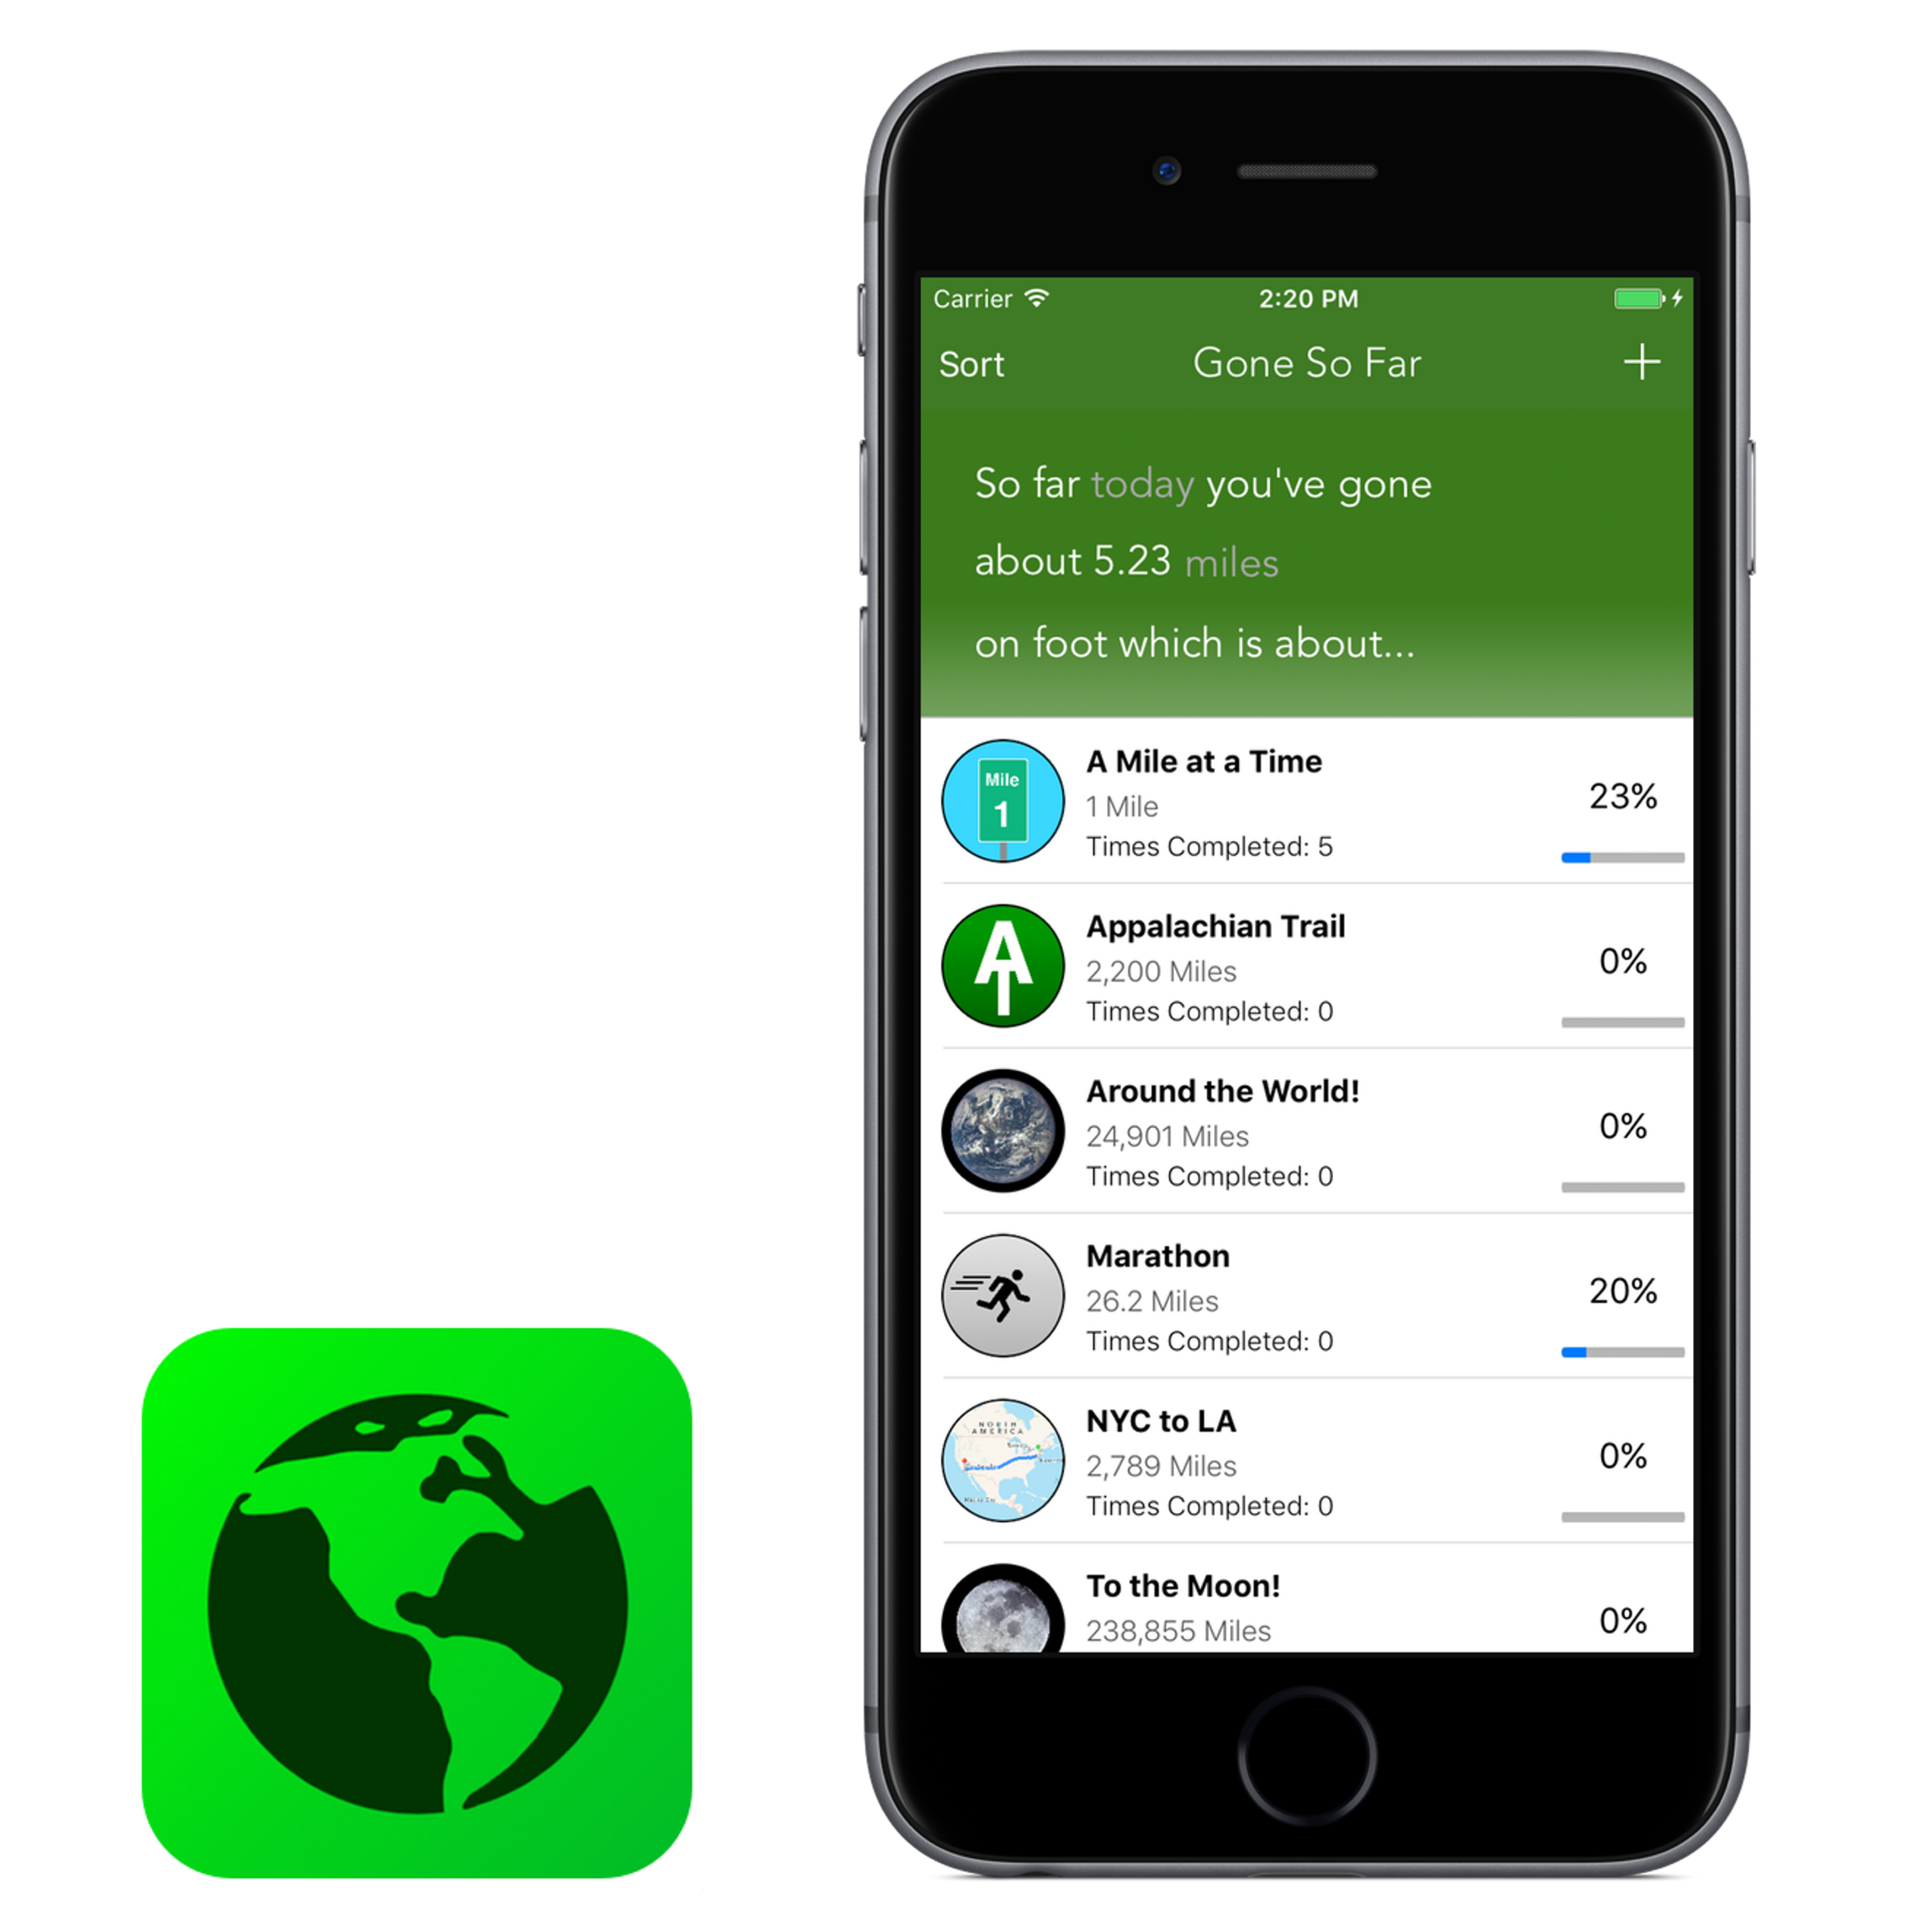 Carrier 2:20 PM
Sort Gone So Far +
So far today you've gone
about 5.23 miles
on foot which is about...
Mile
1
A Mile at a Time
1 Mile
Times Completed: 5
23%
AT
Appalachian Trail
2,200 Miles
Times Completed: 0
0%
Around the World!
24,901 Miles
Times Completed: 0
0%
Marathon
26.2 Miles
Times Completed: 0
20%
NORTH
AMERICA
NYC to LA
2,789 Miles
Times Completed: 0
0%
To the Moon!
238,855 Miles
0%